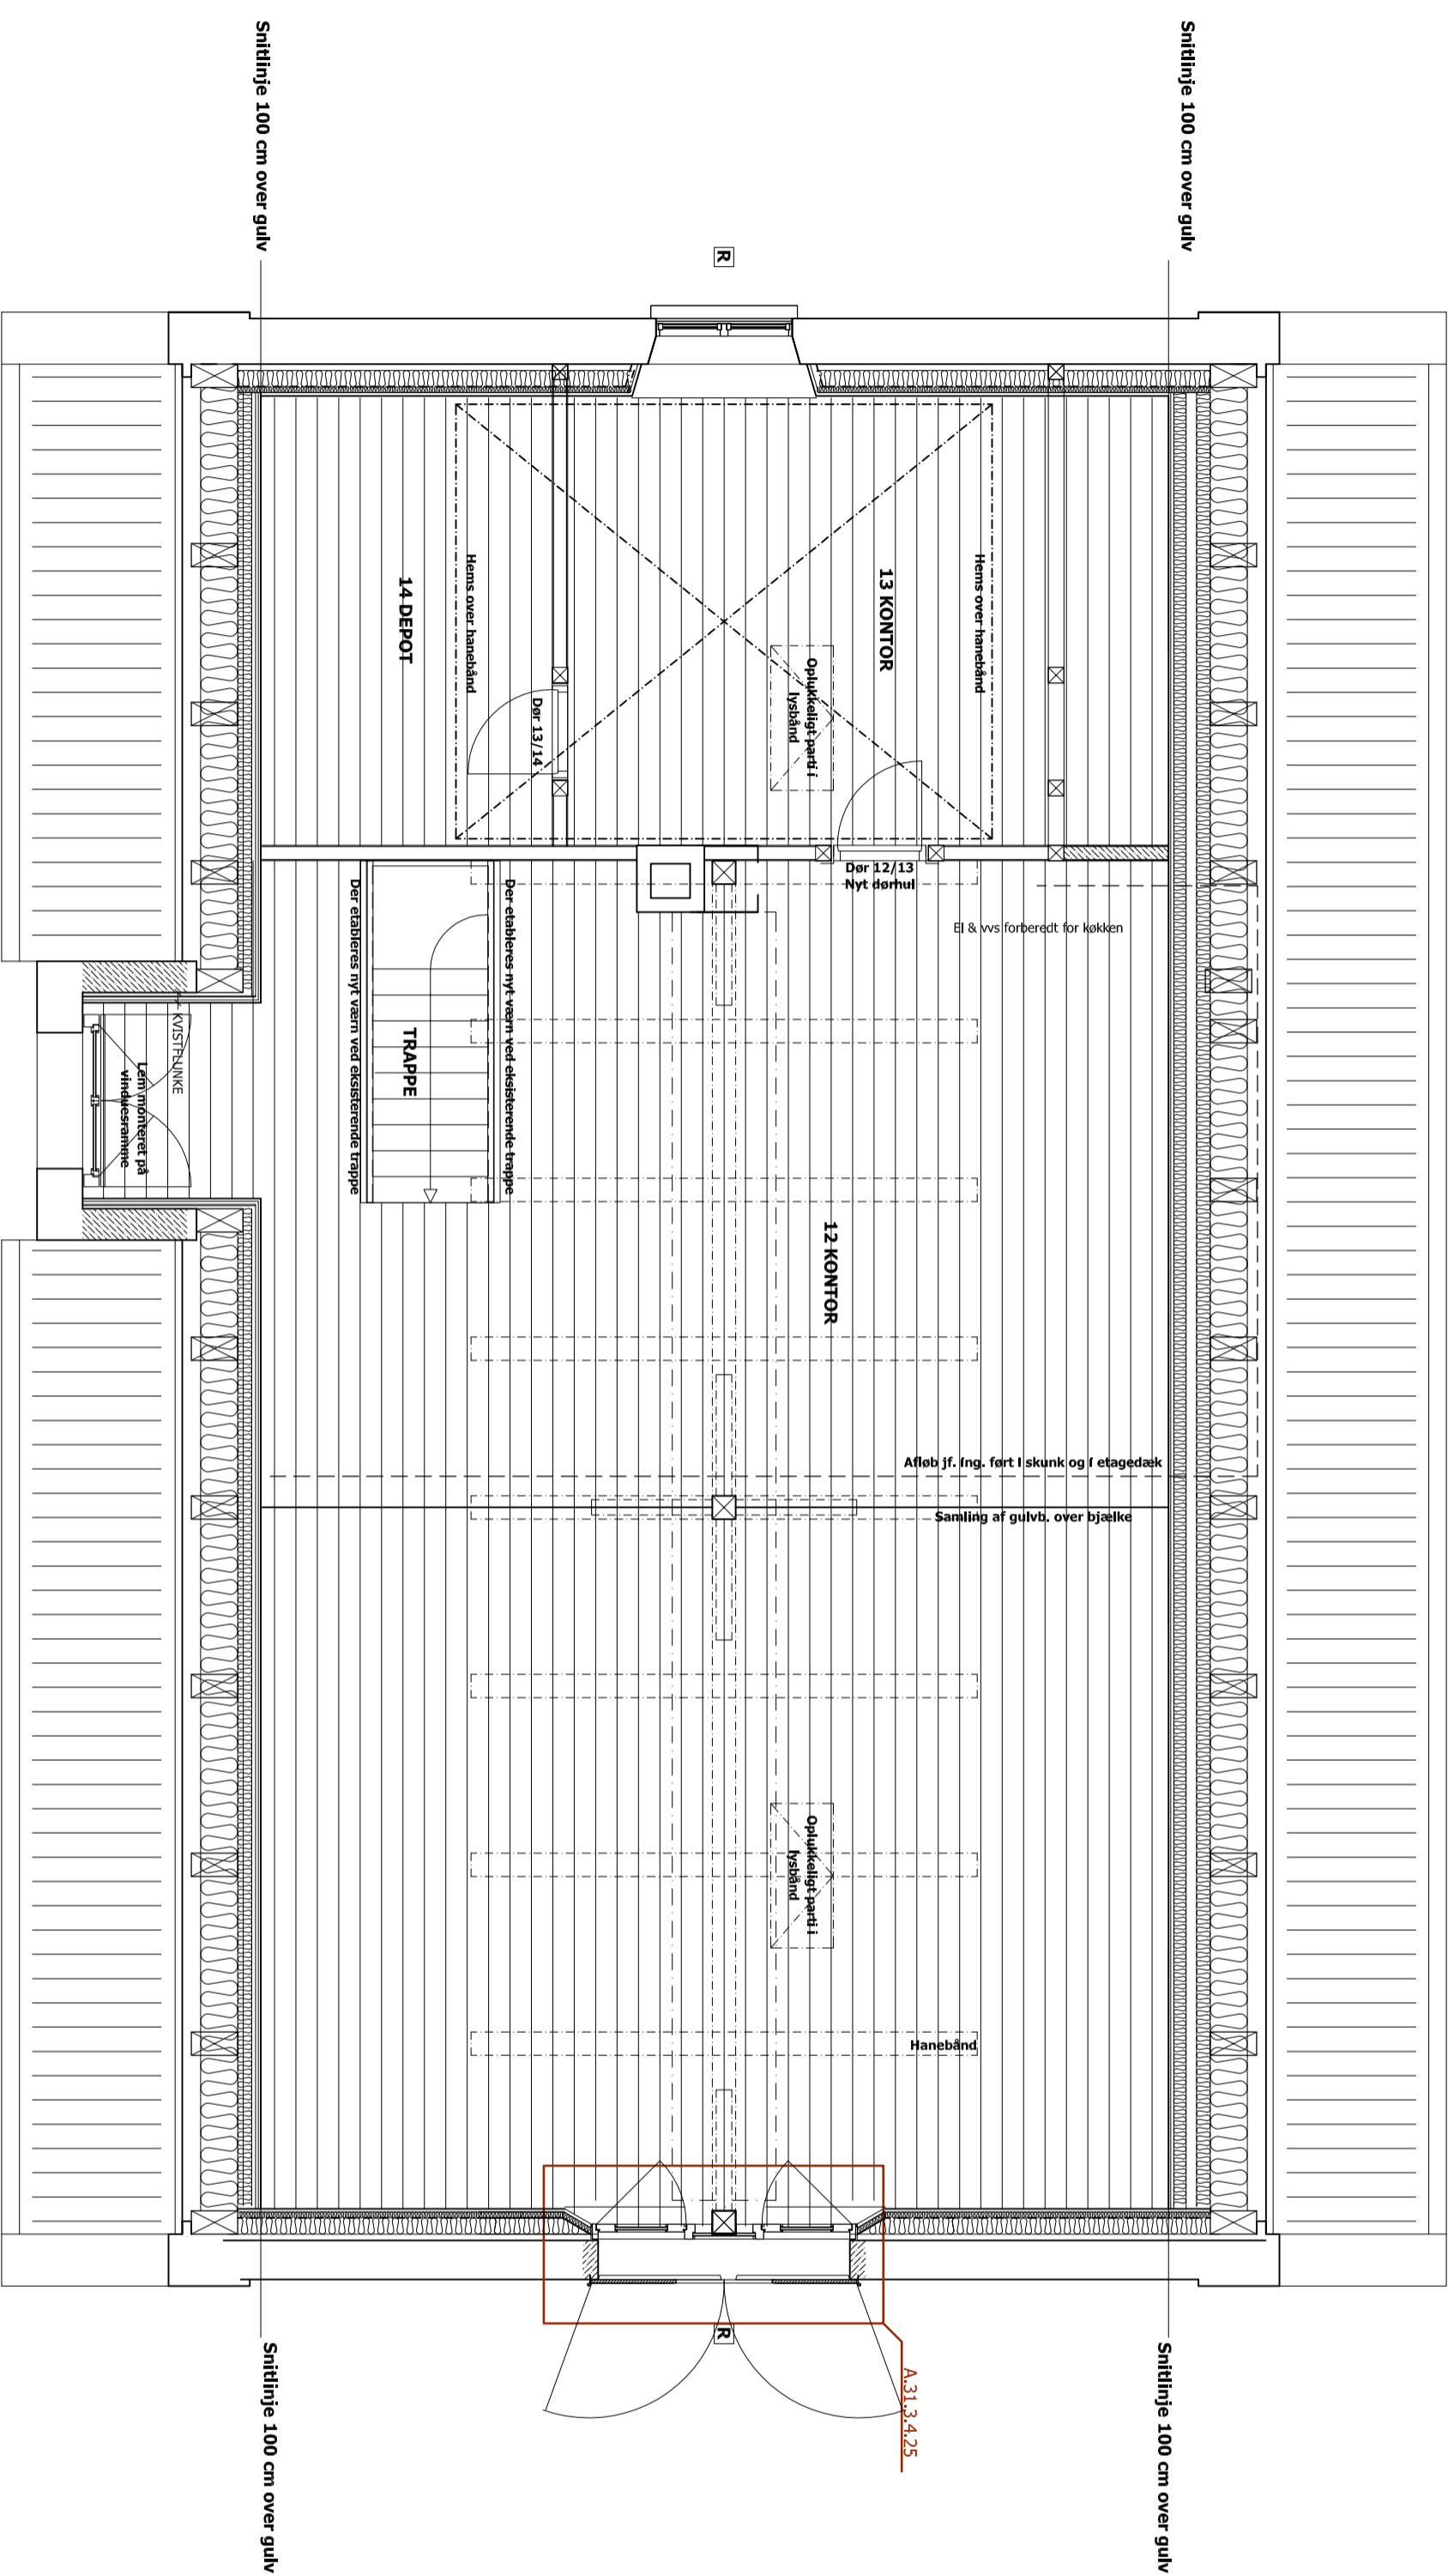 Snitlinje 100 cm over gulv
Snitlinje 100 cm over gulv
R
14 DEPOT
Hems over hanebånd
Dør 13/14
13 KONTOR
Hems over hanebånd
Oplukkeligt parti i
lysbånd
Dør 12/13
Nyt dørhul
El & vvs forberedt for køkken
Der etableres nyt værn ved eksisterende trappe
Der etableres nyt værn ved eksisterende trappe
TRAPPE
KVISTFLUNKE
Lem monteret på
vinduesramme
12 KONTOR
Afløb jf. ing. ført i skunk og i etagedæk
Samling af gulvb. over bjælke
Oplukkeligt parti i
lysbånd
Hanebånd
R
A.31.3.4.25
Snitlinje 100 cm over gulv
Snitlinje 100 cm over gulv